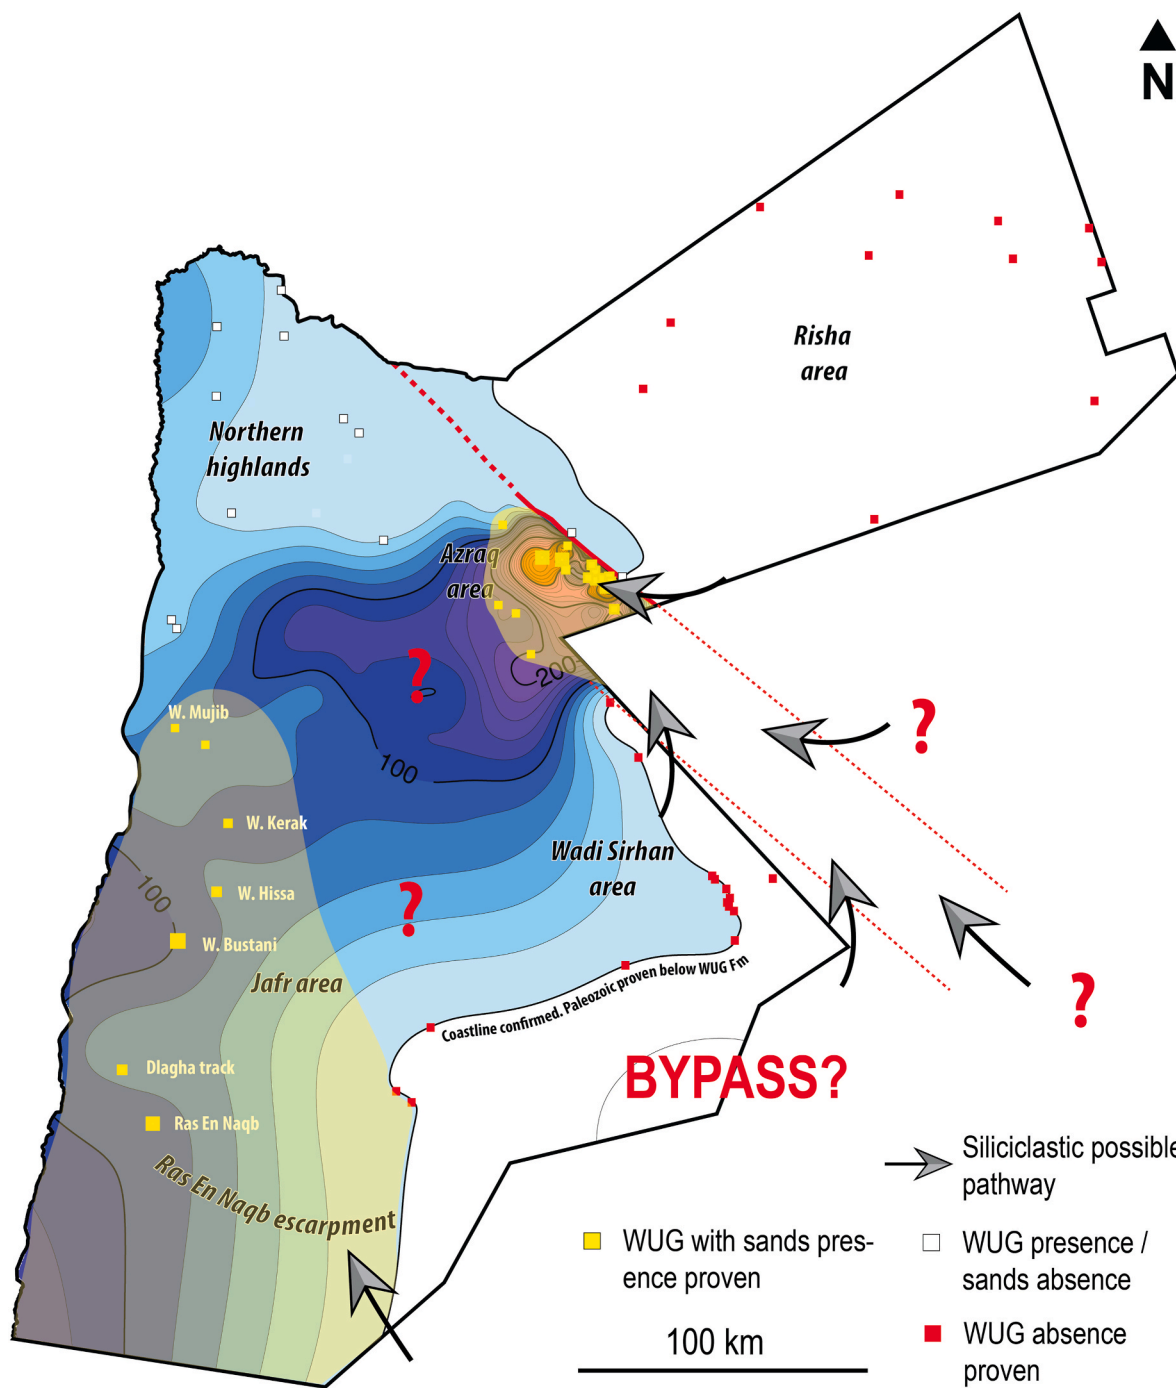 N
Risha
area
Northern
highlands
Azraq
area
?
200
W. Mujib
100
?
W. Kerak
Wadi Sirhan
area
?
W. Hissa
100
W. Bustani
Jafr area
Coastline confirmed. Paleozoic proven below WUG Fm
?
Dlagha track
BYPASS?
Ras En Naqb
Ras En Naqb escarpment
Siliciclastic possible
pathway
WUG with sands pres-
ence proven
WUG presence /
sands absence
100 km
WUG absence
proven